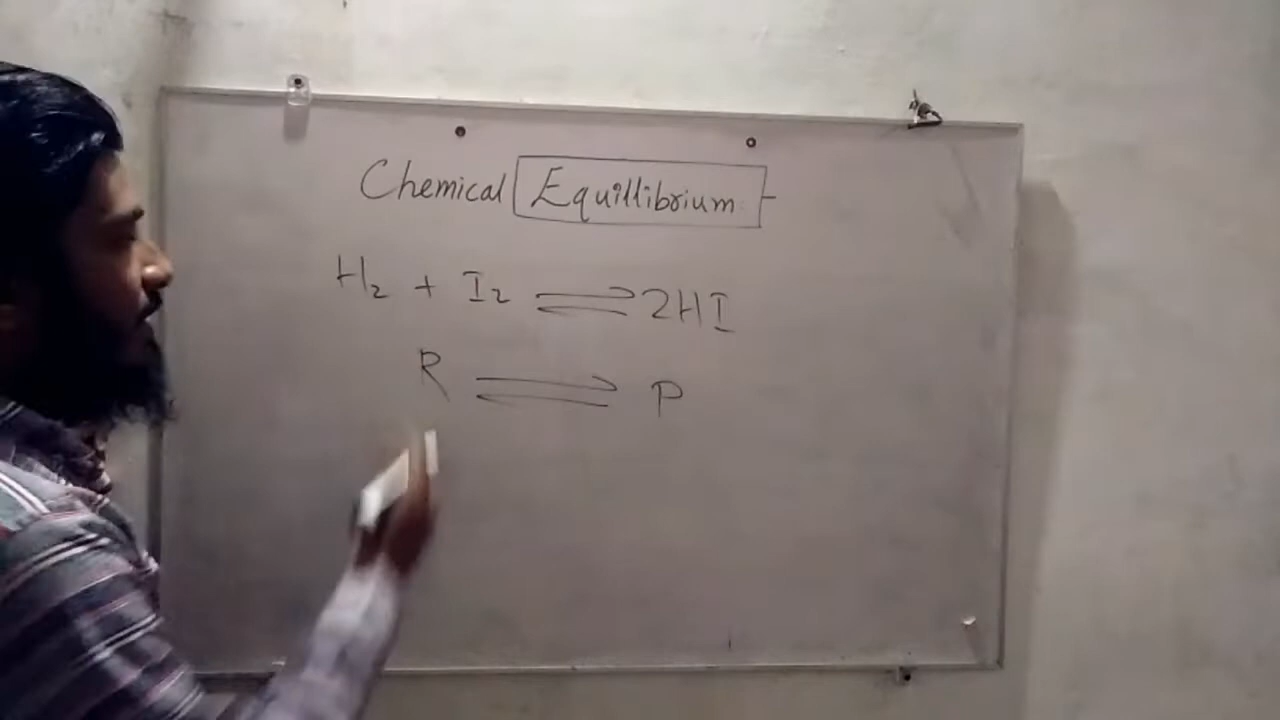 Chemical Equillibrium -
H₂ + I₂ ⇌ 2HI
R ⇌ P